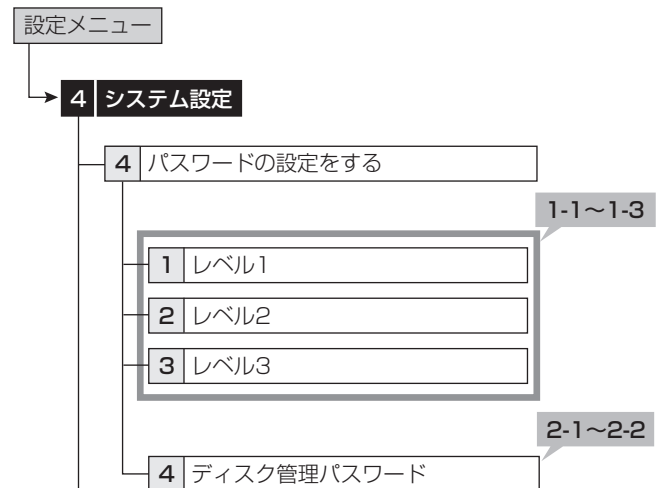 設定メニュー
4 システム設定
4 パスワードの設定をする
1-1～1-3
1 レベル1
2 レベル2
3 レベル3
2-1～2-2
4 ディスク管理パスワード